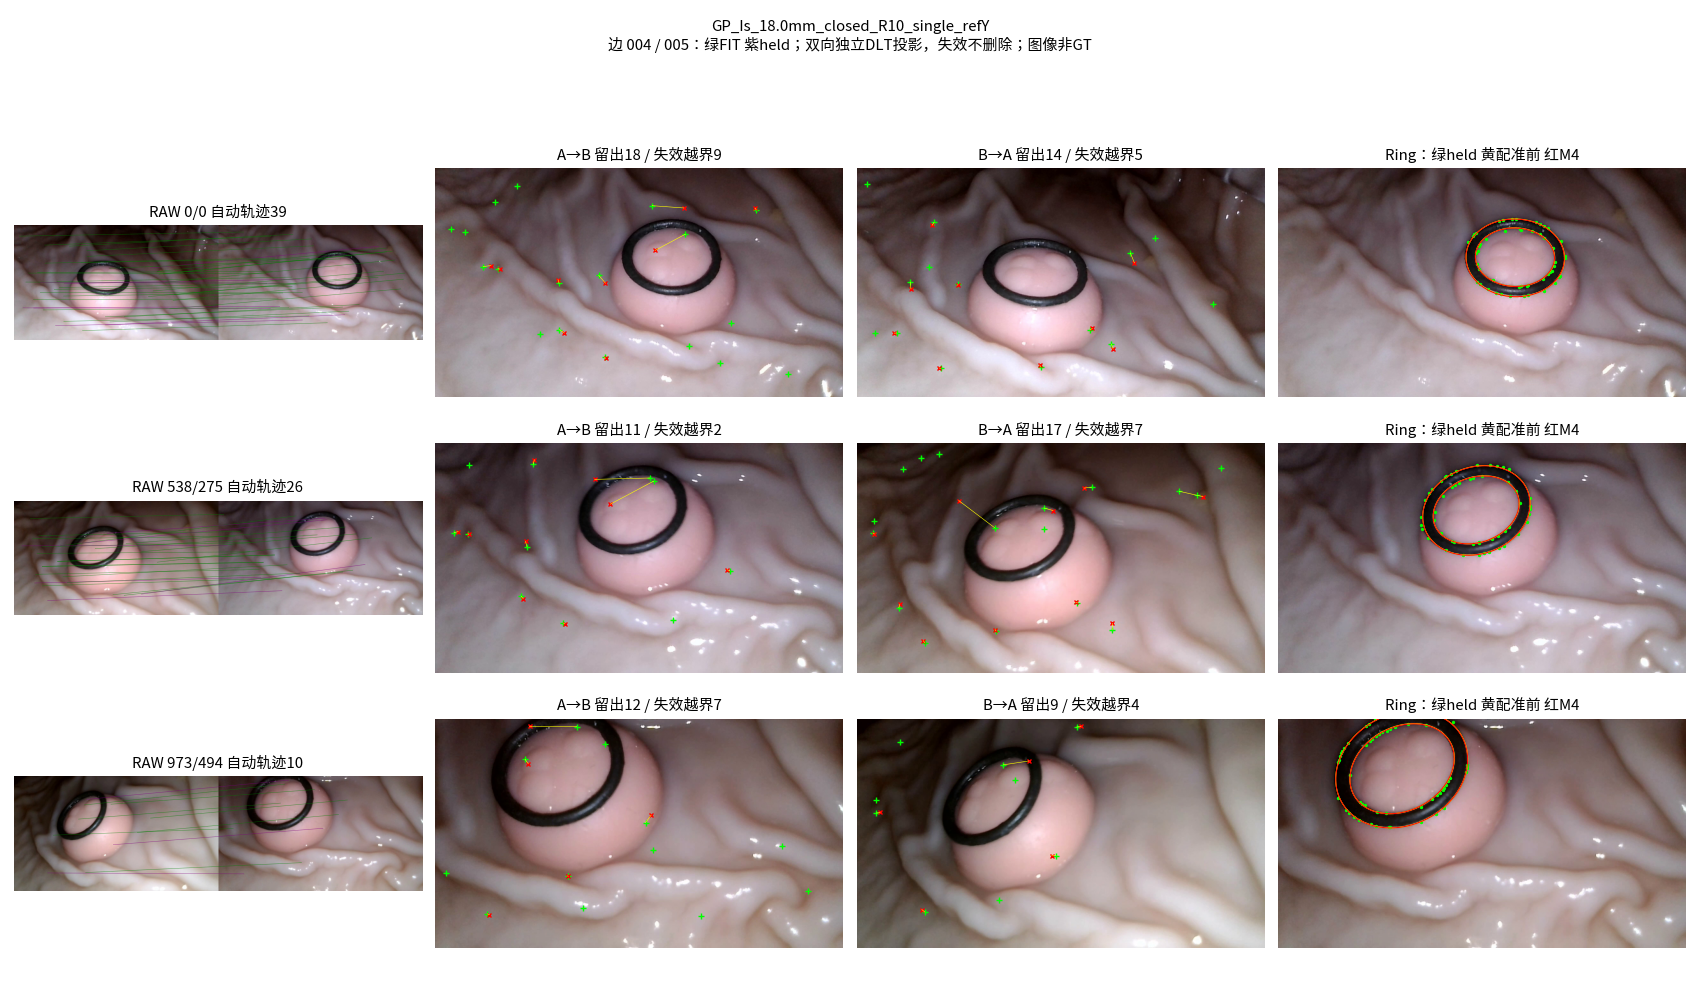 GP_Is_18.0mm_closed_R10_single_refY
边 004 / 005：绿FIT 紫held；双向独立DLT投影，失效不删除；图像非GT
RAW 0/0 自动轨迹39
A→B 留出18 / 失效越界9
B→A 留出14 / 失效越界5
Ring：绿held 黄配准前 红M4
RAW 538/275 自动轨迹26
A→B 留出11 / 失效越界2
B→A 留出17 / 失效越界7
Ring：绿held 黄配准前 红M4
RAW 973/494 自动轨迹10
A→B 留出12 / 失效越界7
B→A 留出9 / 失效越界4
Ring：绿held 黄配准前 红M4